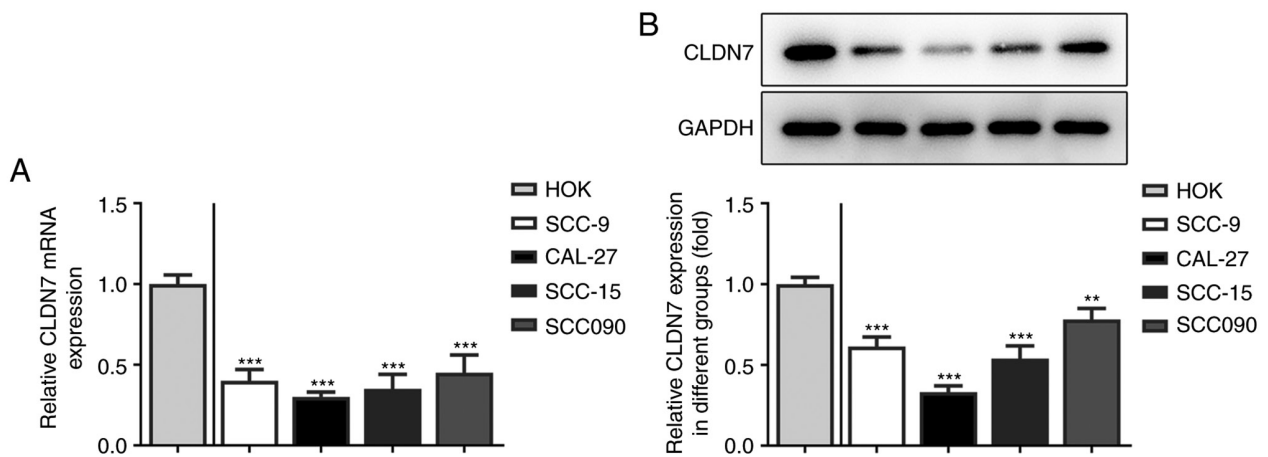 A
Relative CLDN7 mRNA
expression
1.5
1.0
0.5
0.0
***
***
***
***
HOK
SCC-9
CAL-27
SCC-15
SCC090
B
CLDN7
GAPDH
Relative CLDN7 expression
in different groups (fold)
1.5
1.0
0.5
0.0
***
***
***
**
HOK
SCC-9
CAL-27
SCC-15
SCC090